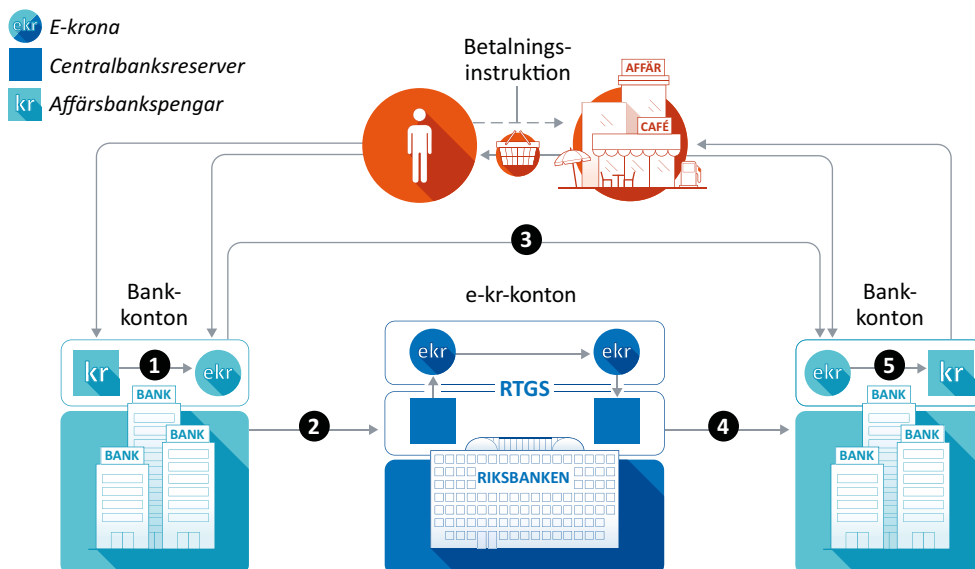 ekr E-krona
Centralbanksreserver
kr Affärsbankspengar
Betalnings-
instruktion
AFFÄR
CAFÉ
3
Bank-
konton
e-kr-konton
Bank-
konton
kr 1 ekr
ekr ekr
ekr 5 kr
RTGS
BANK
BANK
BANK
2
RIKSBANKEN
4
BANK
BANK
BANK